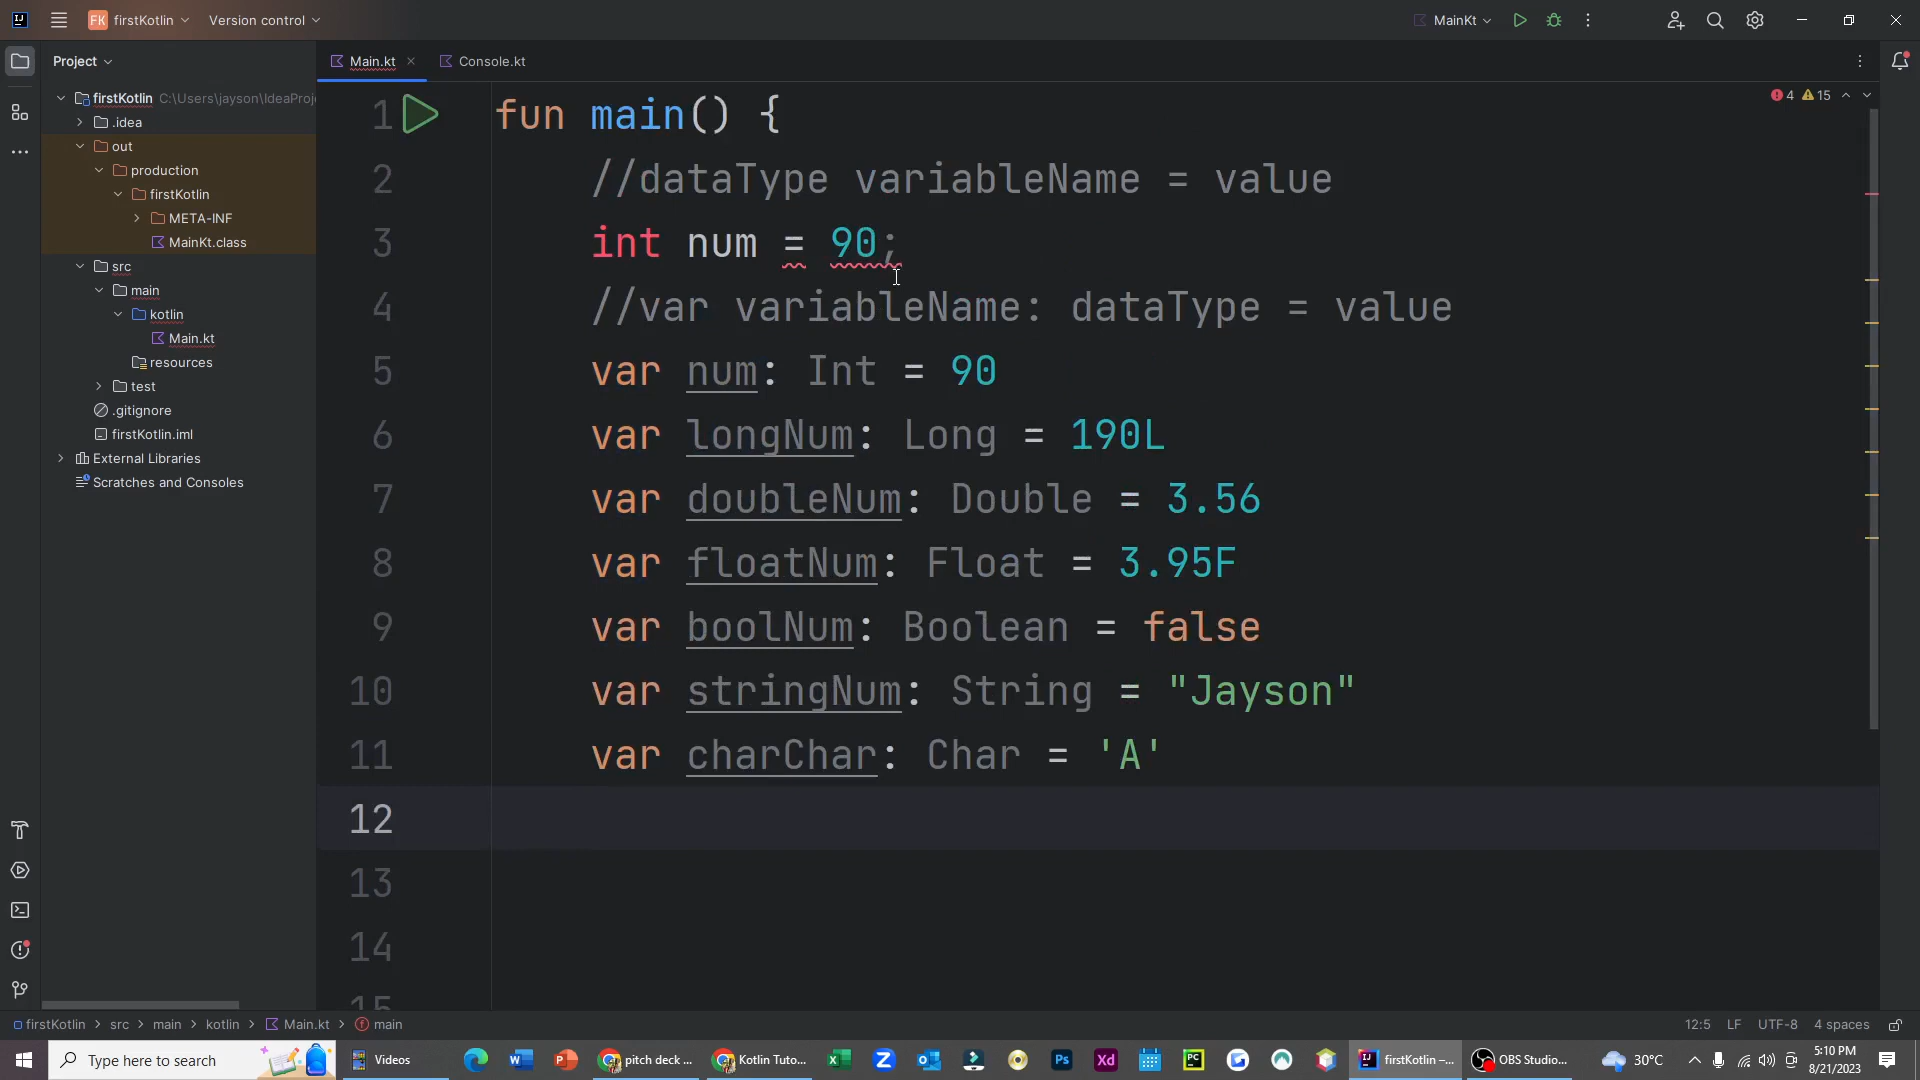 FK firstKotlin Version control MainKt
Project Main.kt Console.kt
firstKotlin C:\Users\jayson\IdeaProj
.idea
out
production
firstKotlin
META-INF
MainKt.class
src
main
kotlin
Main.kt
resources
test
.gitignore
firstKotlin.iml
External Libraries
Scratches and Consoles
4 15
1 fun main() {
2 //dataType variableName = value
3 int num = 90;
4 //var variableName: dataType = value
5 var num: Int = 90
6 var longNum: Long = 190L
7 var doubleNum: Double = 3.56
8 var floatNum: Float = 3.95F
9 var boolNum: Boolean = false
10 var stringNum: String = "Jayson"
11 var charChar: Char = 'A'
12
13
14
15
firstKotlin > src > main > kotlin > Main.kt > main 12:5 LF UTF-8 4 spaces
Type here to search Videos pitch deck ... Kotlin Tuto... firstKotlin –... OBS Studio... 30°C 5:10 PM
8/21/2023